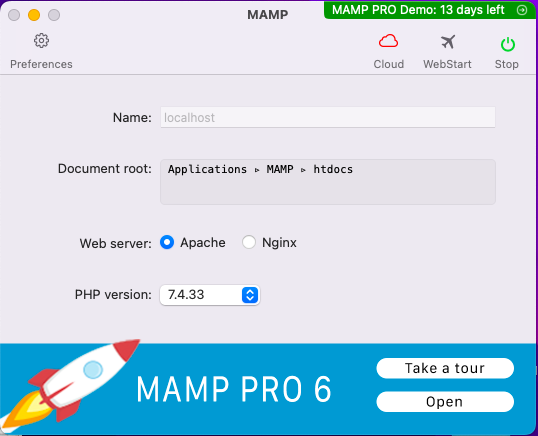 MAMP
MAMP PRO Demo: 13 days left
Preferences
Cloud
WebStart
Stop
Name: localhost
Document root: Applications ▹ MAMP ▹ htdocs
Web server: Apache Nginx
PHP version: 7.4.33
MAMP PRO 6
Take a tour
Open